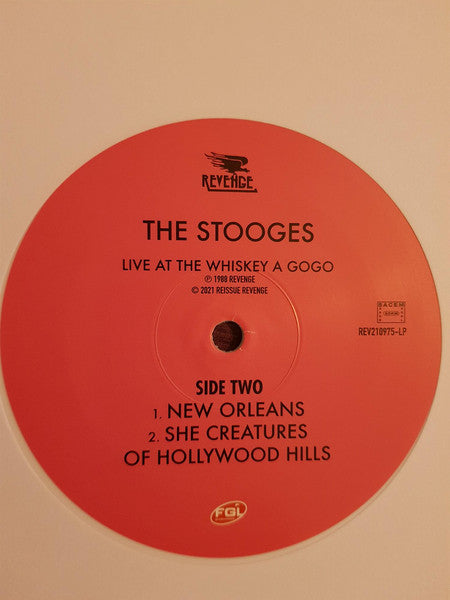 REVENGE
THE STOOGES
LIVE AT THE WHISKEY A GOGO
℗ 1988 REVENGE
© 2021 REISSUE REVENGE
SACEM
REV210975-LP
SIDE TWO
1. NEW ORLEANS
2. SHE CREATURES
OF HOLLYWOOD HILLS
FGL